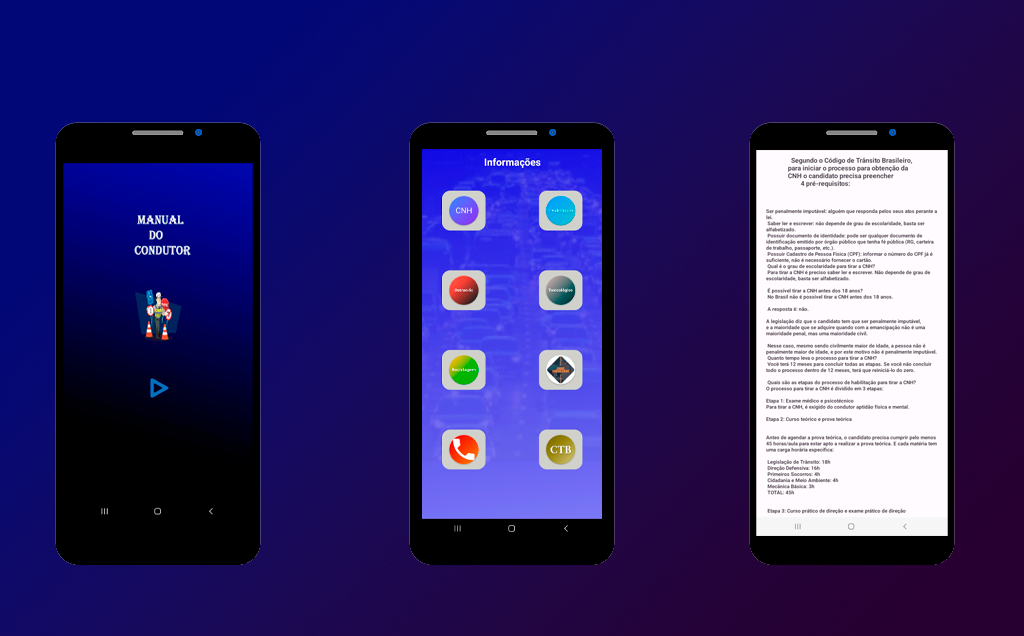 MANUAL
DO
CONDUTOR
Informações
CNH
Reciclagem
Toxicológico
CTB
Segundo o Código de Trânsito Brasileiro,
para iniciar o processo para obtenção da
CNH o candidato precisa preencher
4 pré-requisitos:
Ser penalmente imputável: alguém que responda pelos seus atos perante a
lei.
Saber ler e escrever: não depende de grau de escolaridade, basta ser
alfabetizado.
Possuir documento de identidade: pode ser qualquer documento de
identificação emitido por órgão público que tenha fé pública (RG, carteira
de trabalho, passaporte, etc.).
Possuir Cadastro de Pessoa Física (CPF): informar o número do CPF já é
suficiente, não é necessário fornecer o cartão.
Qual é o grau de escolaridade para tirar a CNH?
Para tirar a CNH é preciso saber ler e escrever. Não depende de grau de
escolaridade, basta ser alfabetizado.
É possível tirar a CNH antes dos 18 anos?
No Brasil não é possível tirar a CNH antes dos 18 anos.
A resposta é: não.
A legislação diz que o candidato tem que ser penalmente imputável,
e a maioridade que se adquire quando com a emancipação não é uma
maioridade penal, mas uma maioridade civil.
Nesse caso, mesmo sendo civilmente maior de idade, a pessoa não é
penalmente maior de idade, e por este motivo não é penalmente imputável.
Quanto tempo leva o processo para tirar a CNH?
Você terá 12 meses para concluir todas as etapas. Se você não concluir
todo o processo dentro de 12 meses, terá que reiniciá-lo do zero.
Quais são as etapas do processo de habilitação para tirar a CNH?
O processo para tirar a CNH é dividido em 3 etapas:
Etapa 1: Exame médico e psicotécnico
Para tirar a CNH, é exigido do condutor aptidão física e mental.
Etapa 2: Curso teórico e prova teórica
Antes de agendar a prova teórica, o candidato precisa cumprir pelo menos
45 horas/aula para estar apto a realizar a prova teórica. E cada matéria tem
uma carga horária específica:
Legislação de Trânsito: 18h
Direção Defensiva: 16h
Primeiros Socorros: 4h
Cidadania e Meio Ambiente: 4h
Mecânica Básica: 3h
TOTAL: 45h
Etapa 3: Curso prático de direção e exame prático de direção